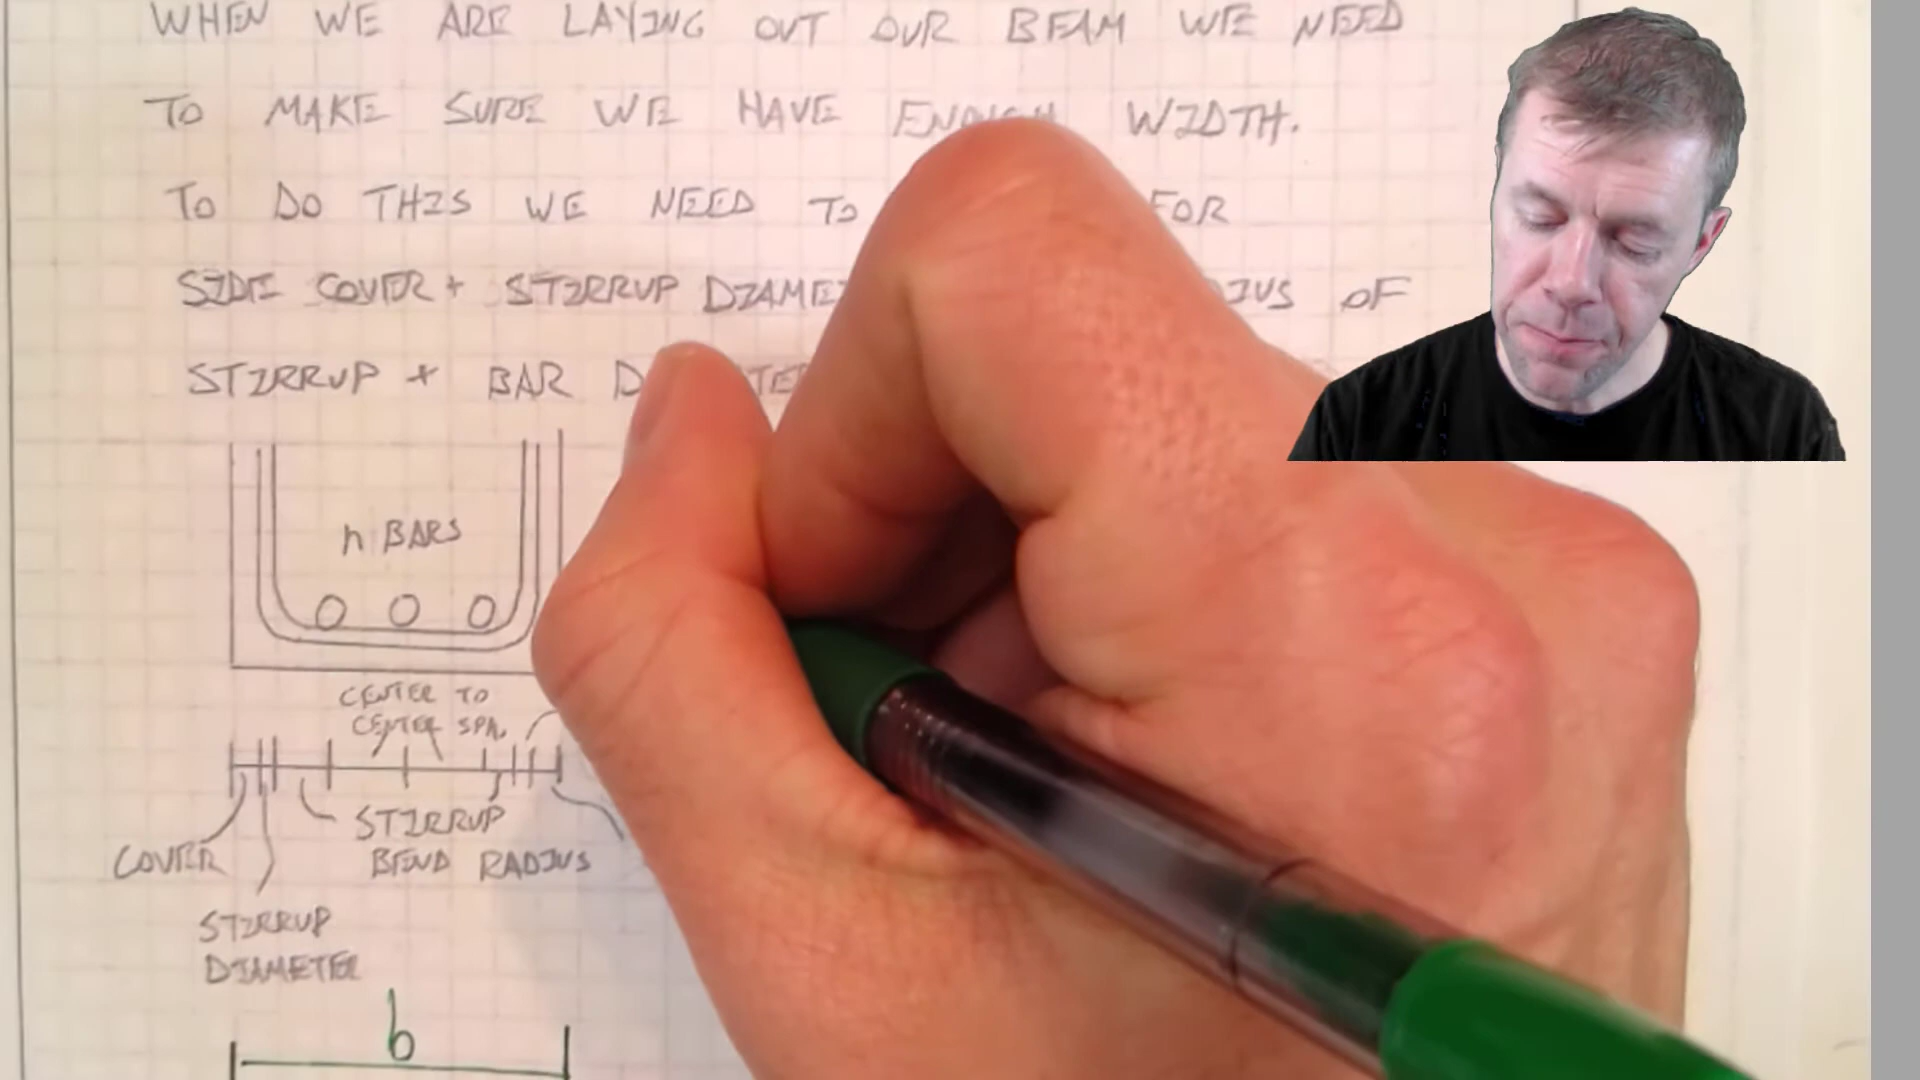 WHEN WE ARE LAYING OUT OUR BEAM WE NEED
TO MAKE SURE WE HAVE ENOUGH WIDTH.
TO DO THIS WE NEED TO FOR
SIDE COVER + STIRRUP OF
STIRRUP + BAR
n BARS
CENTER TO
CENTER SPA.
STIRRUP
BEND RADIUS
COVER
STIRRUP
DIAMETER
b